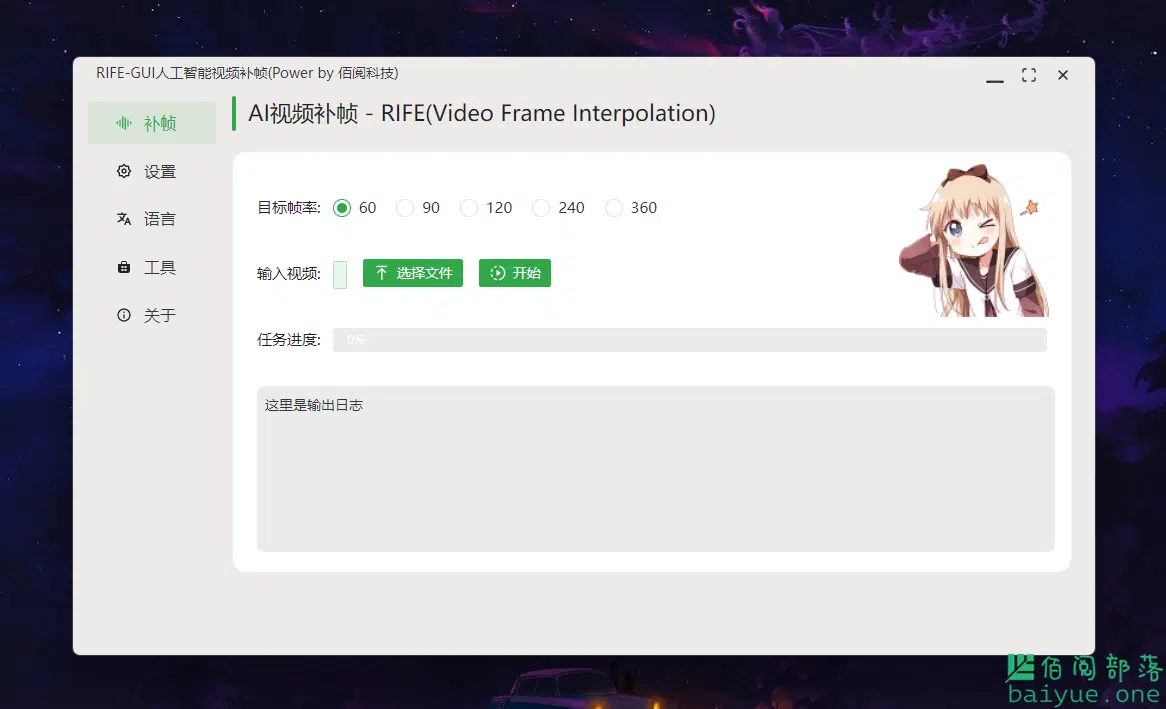 RIFE-GUI人工智能视频补帧(Power by 佰阅科技)
补帧
设置
语言
工具
关于
AI视频补帧 - RIFE(Video Frame Interpolation)
目标帧率: 60 90 120 240 360
输入视频: 选择文件 开始
任务进度: 0%
这里是输出日志
佰阅部落
baiyue.one